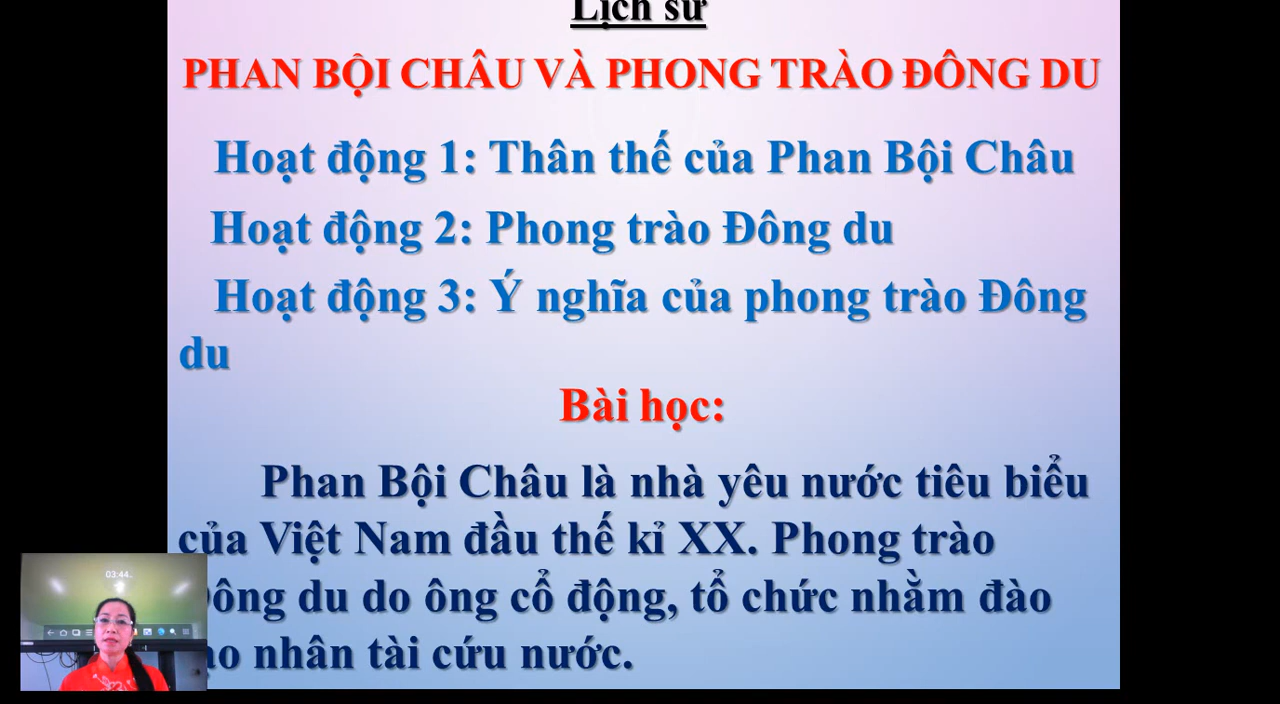 Lịch sử
PHAN BỘI CHÂU VÀ PHONG TRÀO ĐÔNG DU
Hoạt động 1: Thân thế của Phan Bội Châu
Hoạt động 2: Phong trào Đông du
Hoạt động 3: Ý nghĩa của phong trào Đông
du
Bài học:
Phan Bội Châu là nhà yêu nước tiêu biểu
của Việt Nam đầu thế kỉ XX. Phong trào
Đông du do ông cổ động, tổ chức nhằm đào
nhân tài cứu nước.
03:44